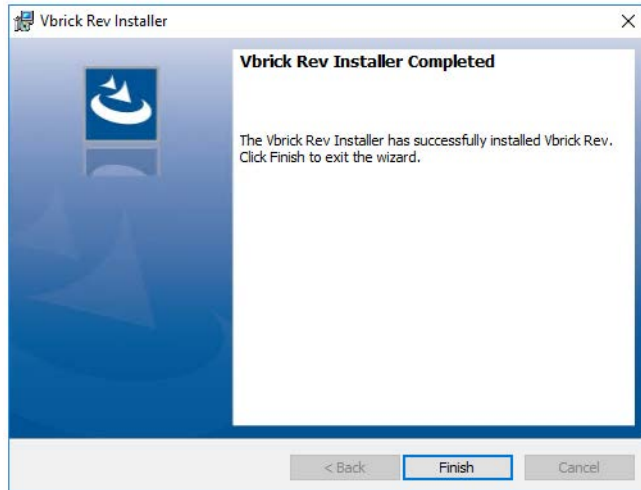 Vbrick Rev Installer
Vbrick Rev Installer Completed
The Vbrick Rev Installer has successfully installed Vbrick Rev.
Click Finish to exit the wizard.
< Back
Finish
Cancel